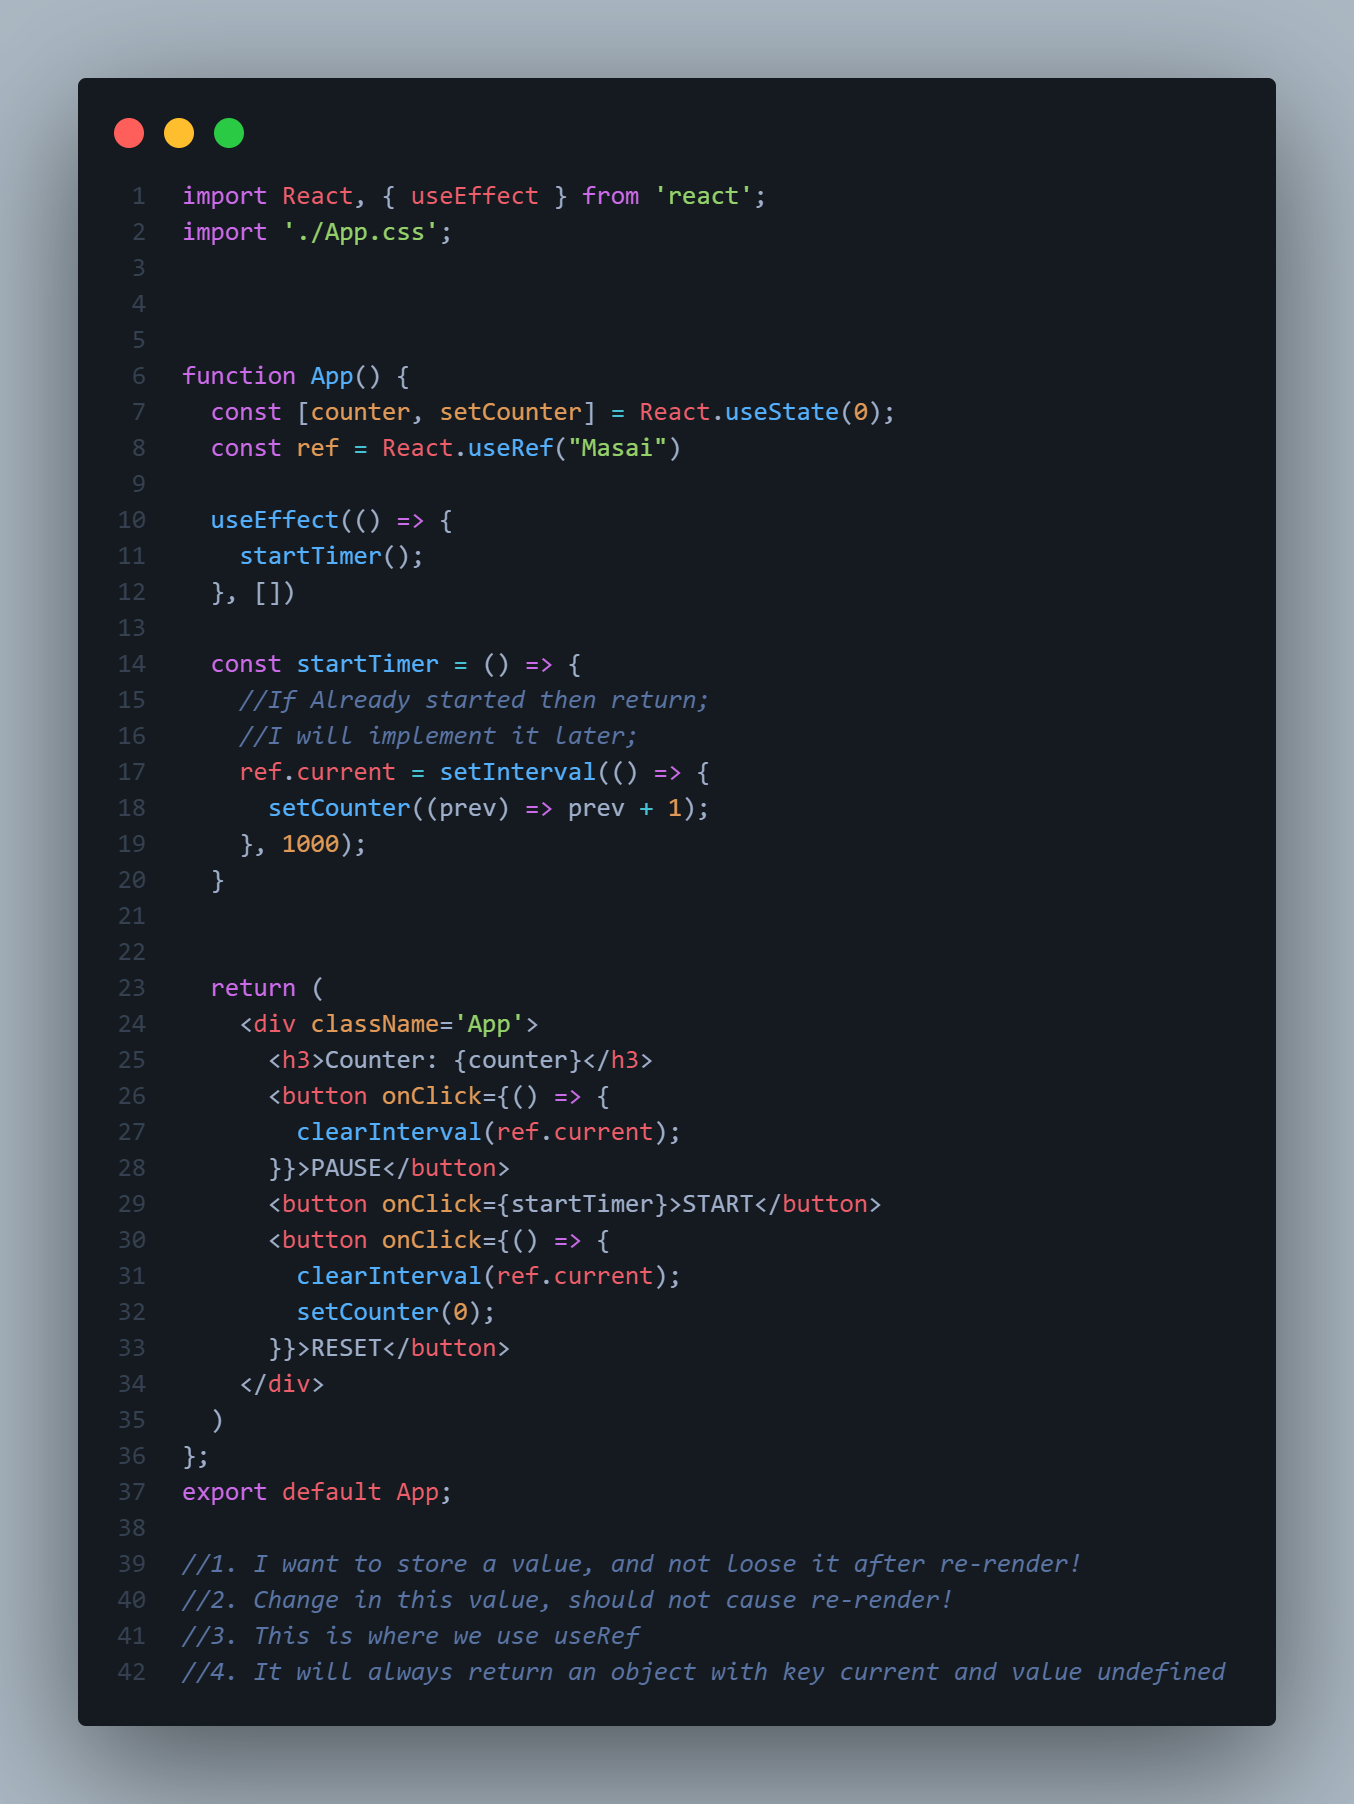 1 import React, { useEffect } from 'react';
2 import './App.css';
3
4
5
6 function App() {
7   const [counter, setCounter] = React.useState(0);
8   const ref = React.useRef("Masai")
9
10   useEffect(() => {
11     startTimer();
12   }, [])
13
14   const startTimer = () => {
15     //If Already started then return;
16     //I will implement it later;
17     ref.current = setInterval(() => {
18       setCounter((prev) => prev + 1);
19     }, 1000);
20   }
21
22
23   return (
24     <div className='App'>
25       <h3>Counter: {counter}</h3>
26       <button onClick={() => {
27         clearInterval(ref.current);
28       }}>PAUSE</button>
29       <button onClick={startTimer}>START</button>
30       <button onClick={() => {
31         clearInterval(ref.current);
32         setCounter(0);
33       }}>RESET</button>
34     </div>
35   )
36 };
37 export default App;
38
39 //1. I want to store a value, and not loose it after re-render!
40 //2. Change in this value, should not cause re-render!
41 //3. This is where we use useRef
42 //4. It will always return an object with key current and value undefined